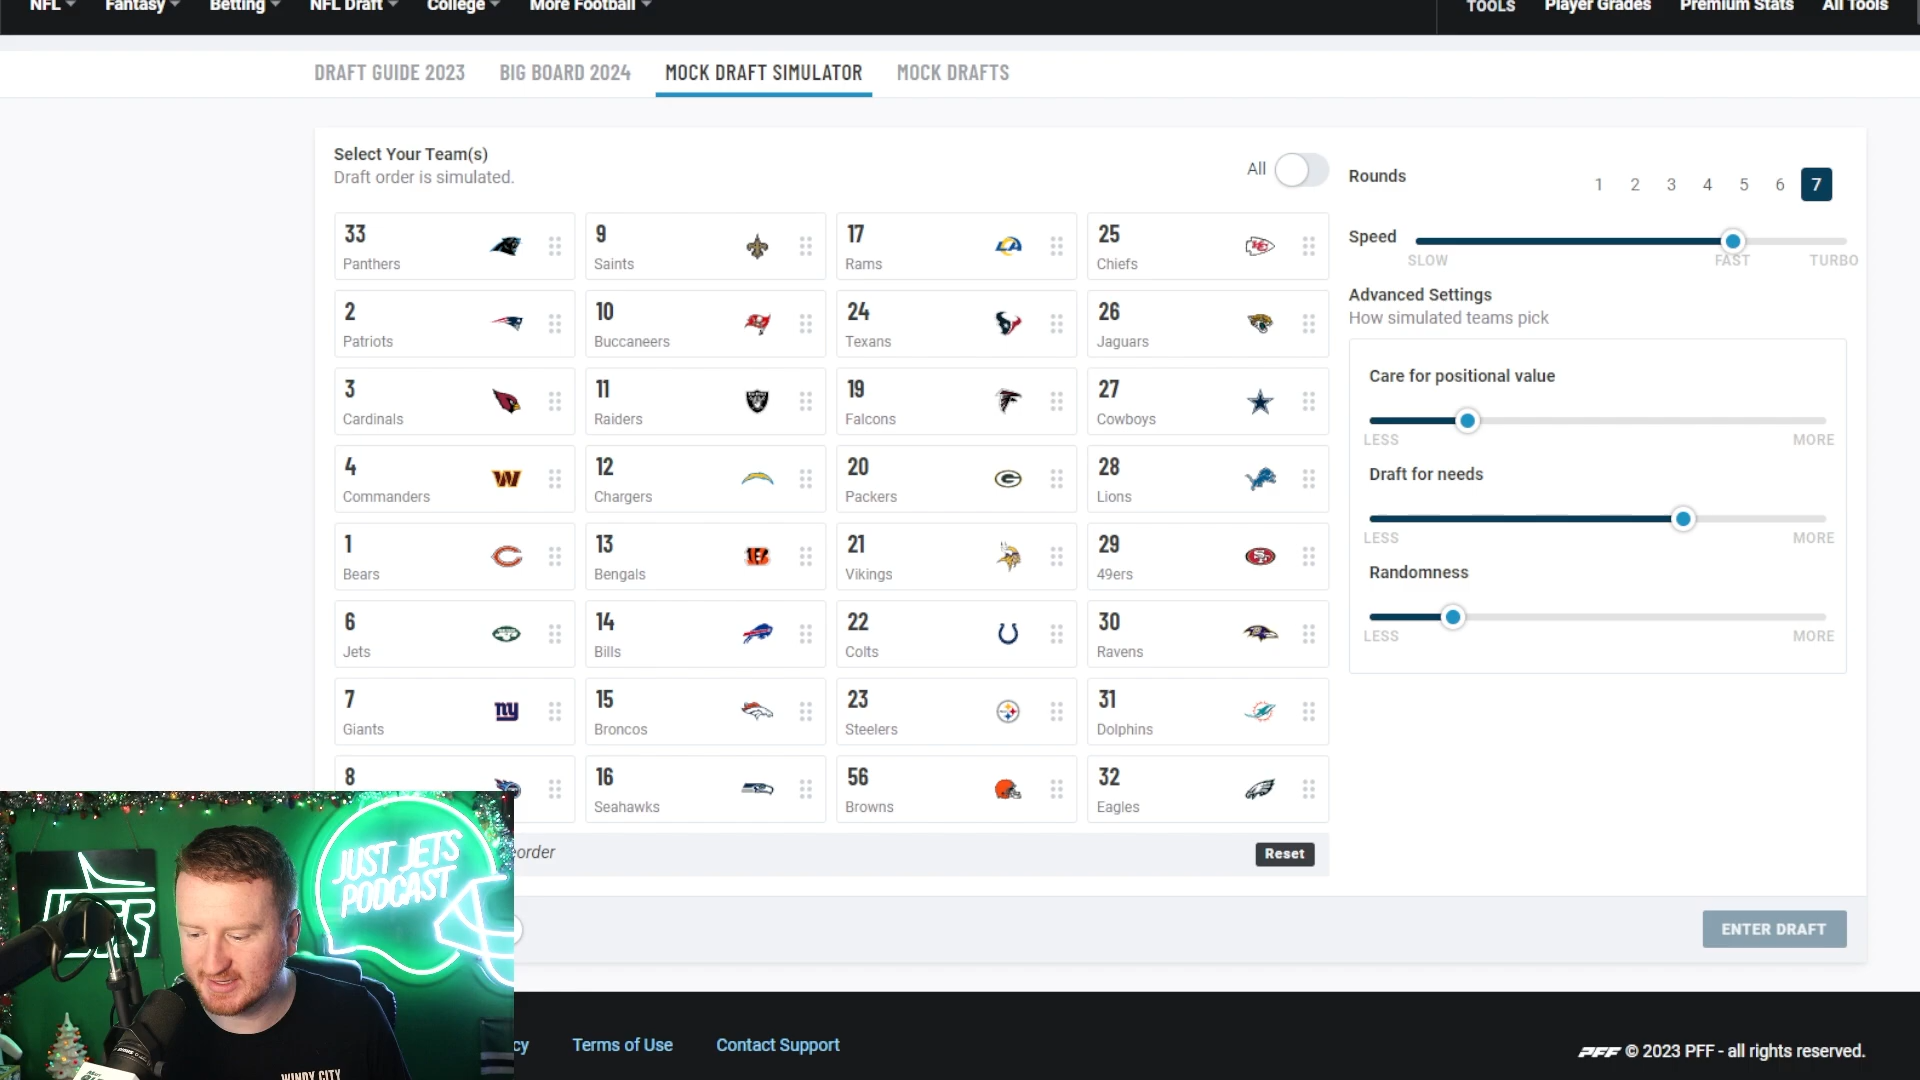 NFL Fantasy Betting NFL Draft College More Football TOOLS Player Grades Premium Stats All Tools
DRAFT GUIDE 2023 BIG BOARD 2024 MOCK DRAFT SIMULATOR MOCK DRAFTS
Select Your Team(s)
Draft order is simulated.
All
33
Panthers
9
Saints
17
Rams
25
Chiefs
2
Patriots
10
Buccaneers
24
Texans
26
Jaguars
3
Cardinals
11
Raiders
19
Falcons
27
Cowboys
4
Commanders
12
Chargers
20
Packers
28
Lions
1
Bears
13
Bengals
21
Vikings
29
49ers
6
Jets
14
Bills
22
Colts
30
Ravens
7
Giants
15
Broncos
23
Steelers
31
Dolphins
8
16
Seahawks
56
Browns
32
Eagles
order
Reset
Rounds 1 2 3 4 5 6 7
Speed
SLOW FAST TURBO
Advanced Settings
How simulated teams pick
Care for positional value
LESS MORE
Draft for needs
LESS MORE
Randomness
LESS MORE
ENTER DRAFT
JUST JETS
PODCAST
WINDY CITY
cy Terms of Use Contact Support
PFF © 2023 PFF - all rights reserved.